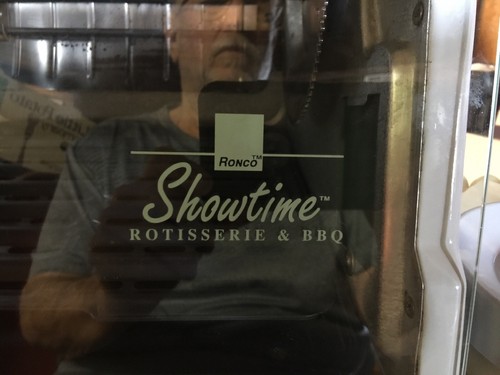 RONCO™
Showtime™
ROTISSERIE & BBQ